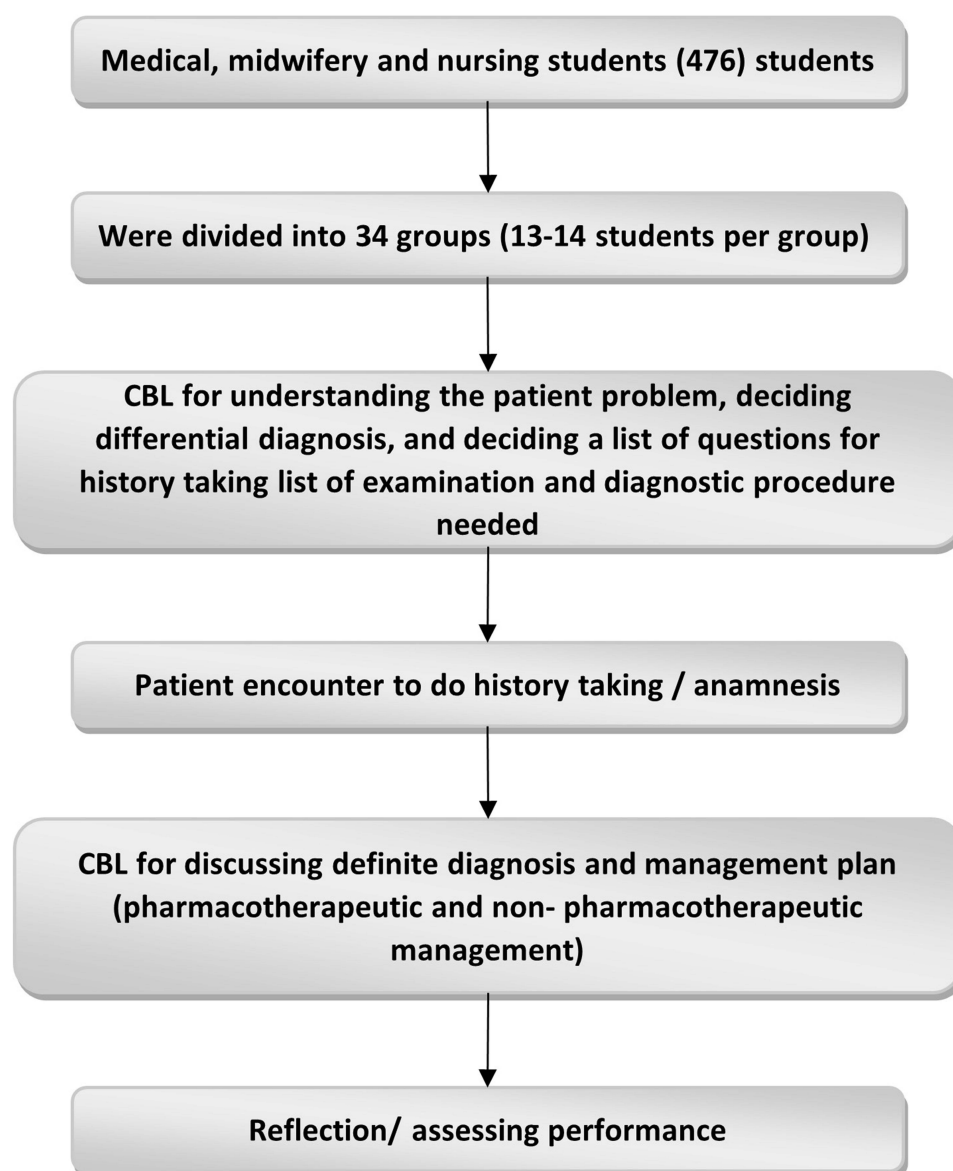 Medical, midwifery and nursing students (476) students
Were divided into 34 groups (13-14 students per group)
CBL for understanding the patient problem, deciding
differential diagnosis, and deciding a list of questions for
history taking list of examination and diagnostic procedure
needed
Patient encounter to do history taking / anamnesis
CBL for discussing definite diagnosis and management plan
(pharmacotherapeutic and non- pharmacotherapeutic
management)
Reflection/ assessing performance